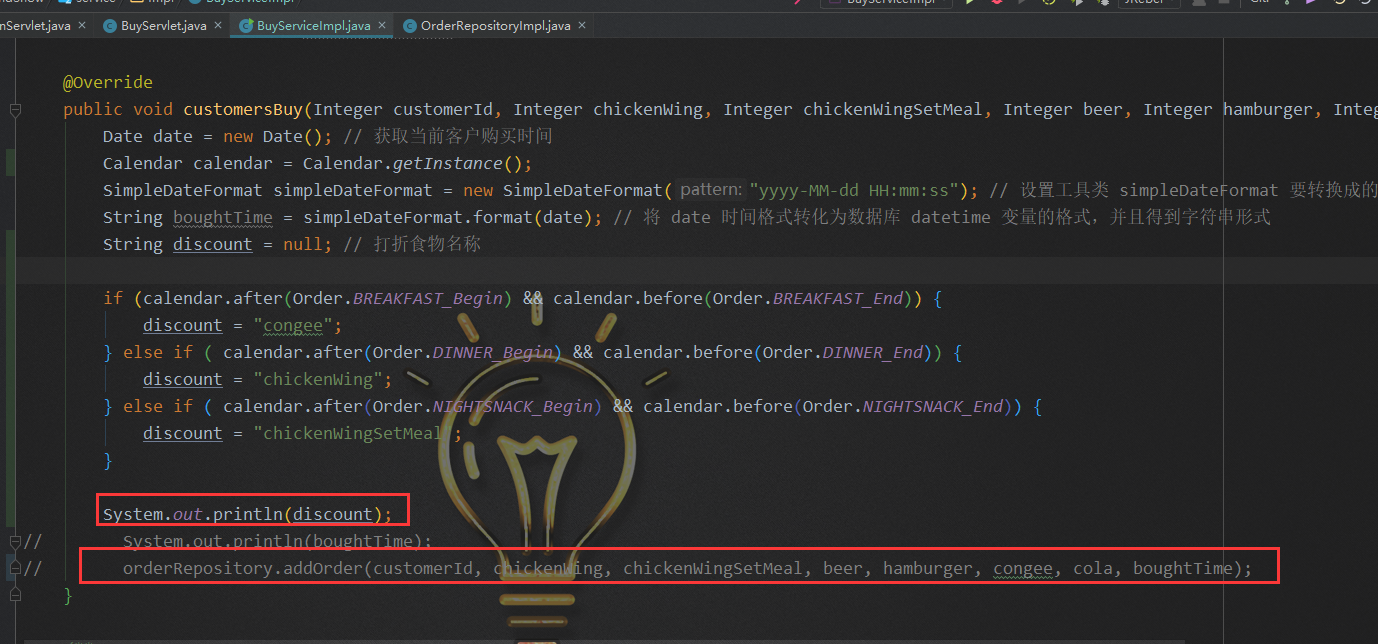 nServlet.java × BuyServlet.java × BuyServiceImpl.java × OrderRepositoryImpl.java ×
@Override
public void customersBuy(Integer customerId, Integer chickenWing, Integer chickenWingSetMeal, Integer beer, Integer hamburger, Inte
Date date = new Date(); // 获取当前客户购买时间
Calendar calendar = Calendar.getInstance();
SimpleDateFormat simpleDateFormat = new SimpleDateFormat( pattern: "yyyy-MM-dd HH:mm:ss"); // 设置工具类 simpleDateFormat 要转换成的
String boughtTime = simpleDateFormat.format(date); // 将 date 时间格式转化为数据库 datetime 变量的格式，并且得到字符串形式
String discount = null; // 打折食物名称
if (calendar.after(Order.BREAKFAST_Begin) && calendar.before(Order.BREAKFAST_End)) {
discount = "congee";
} else if ( calendar.after(Order.DINNER_Begin) && calendar.before(Order.DINNER_End)) {
discount = "chickenWing";
} else if ( calendar.after(Order.NIGHTSNACK_Begin) && calendar.before(Order.NIGHTSNACK_End)) {
discount = "chickenWingSetMeal";
}
System.out.println(discount);
// System.out.println(boughtTime);
// orderRepository.addOrder(customerId, chickenWing, chickenWingSetMeal, beer, hamburger, congee, cola, boughtTime);
}